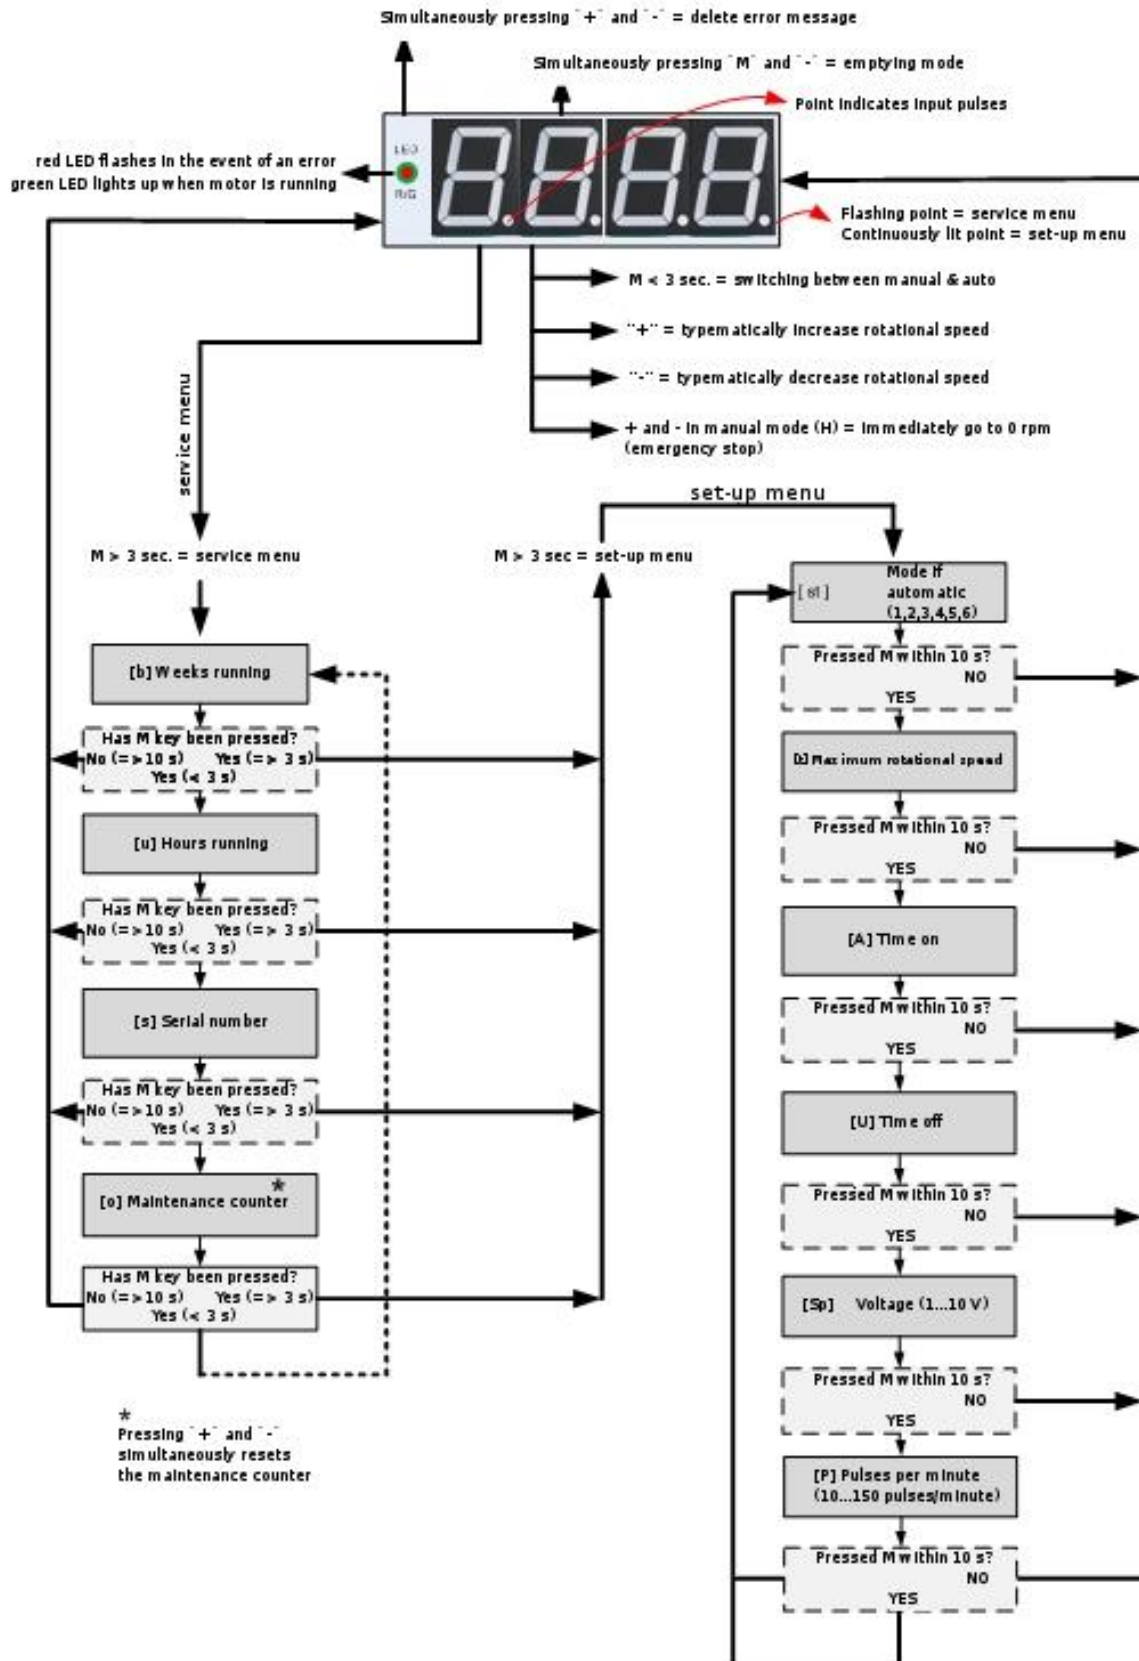 Simultaneously pressing ¨+¨ and ¨-¨ = delete error message
Simultaneously pressing ¨M¨ and ¨-¨ = emptying mode
Point indicates input pulses
LED
R/G
red LED flashes in the event of an error
green LED lights up when motor is running
Flashing point = service menu
Continuously lit point = set-up menu
M < 3 sec. = switching between manual & auto
¨+¨ = typematically increase rotational speed
¨-¨ = typematically decrease rotational speed
+ and - in manual mode (H) = immediately go to 0 rpm
(emergency stop)
service menu
M > 3 sec. = service menu
[b] Weeks running
Has M key been pressed?
No (=>10 s) Yes (=> 3 s)
Yes (< 3 s)
[u] Hours running
Has M key been pressed?
No (=>10 s) Yes (=> 3 s)
Yes (< 3 s)
[s] Serial number
Has M key been pressed?
No (=>10 s) Yes (=> 3 s)
Yes (< 3 s)
[o] Maintenance counter *
Has M key been pressed?
No (=>10 s) Yes (=> 3 s)
Yes (< 3 s)
*
Pressing ¨+¨ and ¨-¨
simultaneously resets
the maintenance counter
set-up menu
M > 3 sec = set-up menu
[st] Mode if
automatic
(1,2,3,4,5,6)
Pressed M within 10 s?
NO
YES
Maximum rotational speed
Pressed M within 10 s?
NO
YES
[A] Time on
Pressed M within 10 s?
NO
YES
[U] Time off
Pressed M within 10 s?
NO
YES
[Sp] Voltage (1...10 V)
Pressed M within 10 s?
NO
YES
[P] Pulses per minute
(10...150 pulses/minute)
Pressed M within 10 s?
NO
YES